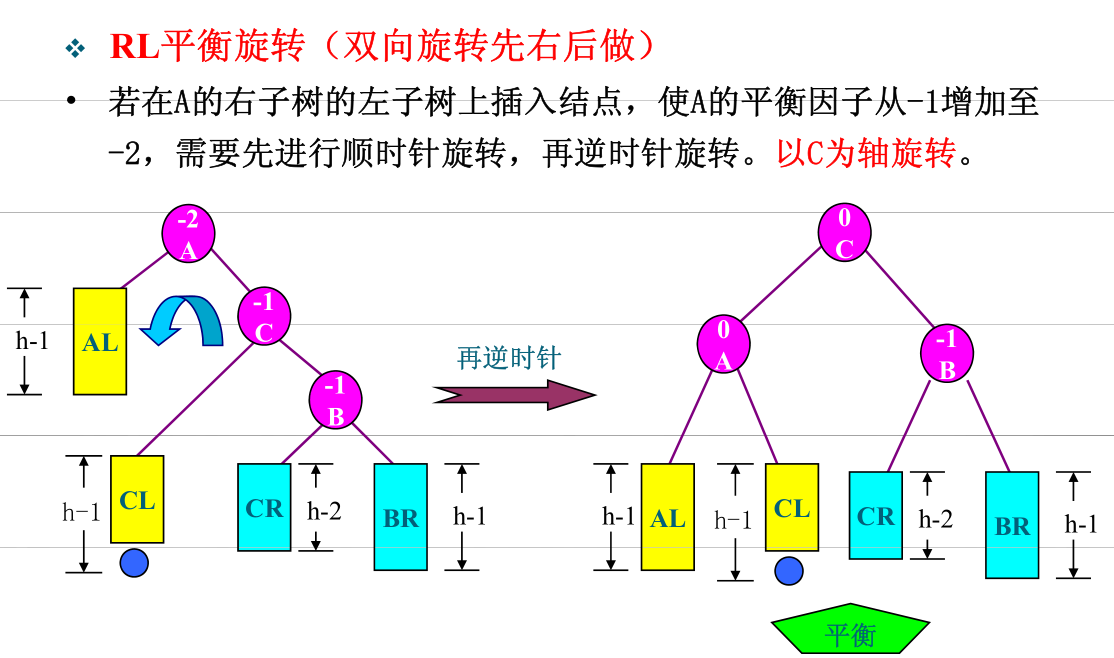 RL平衡旋转（双向旋转先右后做）
若在A的右子树的左子树上插入结点，使A的平衡因子从-1增加至
-2，需要先进行顺时针旋转，再逆时针旋转。以C为轴旋转。
-2
A
0
C
-1
C
h-1
AL
再逆时针
0
A
-1
B
-1
B
h-1
CL
CR
h-2
BR
h-1
h-1
AL
h-1
CL
CR
h-2
BR
h-1
平衡